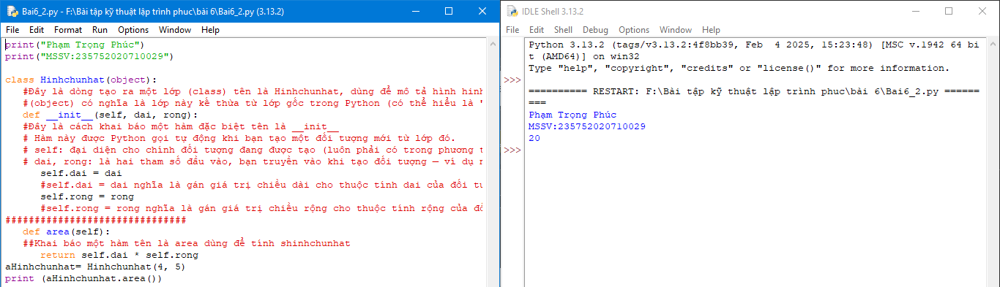 Bai6_2.py - F:\Bài tập kỹ thuật lập trình phuc\bài 6\Bai6_2.py (3.13.2)
File Edit Format Run Options Window Help
print("Phạm Trọng Phúc")
print("MSSV:235752020710029")
class Hinhchunhat(object):
#Đây là dòng tạo ra một lớp (class) tên là Hinhchunhat, dùng để mô tả hình hình
#(object) có nghĩa là lớp này kế thừa từ lớp gốc trong Python (có thể hiểu là "
def __init__(self, dai, rong):
#Đây là cách khai báo một hàm đặc biệt tên là __init__
# Hàm này được Python gọi tự động khi bạn tạo một đối tượng mới từ lớp đó.
# self: đại diện cho chính đối tượng đang được tạo (luôn phải có trong phương t
# dai, rong: là hai tham số đầu vào, bạn truyền vào khi tạo đối tượng — ví dụ n
self.dai = dai
#self.dai = dai nghĩa là gán giá trị chiều dài cho thuộc tính dai của đối tư
self.rong = rong
#self.rong = rong nghĩa là gán giá trị chiều rộng cho thuộc tính rộng của đố
###############################
def area(self):
##Khai báo một hàm tên là area dùng để tính shinhchunhat
return self.dai * self.rong
aHinhchunhat= Hinhchunhat(4, 5)
print (aHinhchunhat.area())
IDLE Shell 3.13.2
File Edit Shell Debug Options Window Help
Python 3.13.2 (tags/v3.13.2:4f8bb39, Feb  4 2025, 15:23:48) [MSC v.1942 64 bi
t (AMD64)] on win32
Type "help", "copyright", "credits" or "license()" for more information.
>>>
========== RESTART: F:\Bài tập kỹ thuật lập trình phuc\bài 6\Bai6_2.py ======
===
Phạm Trọng Phúc
MSSV:235752020710029
20
>>>